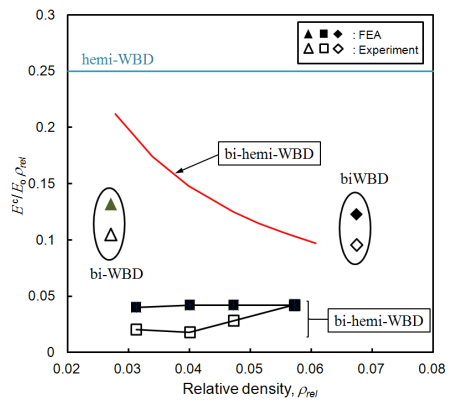 0.3
▲ ■ ◆ : FEA
△ □ ◇ : Experiment
hemi-WBD
0.25
0.2
bi-hemi-WBD
biWBD
0.15
E^c/E_o ρ_rel
0.1
bi-WBD
0.05
bi-hemi-WBD
0
0.02 0.03 0.04 0.05 0.06 0.07 0.08
Relative density, ρ_rel